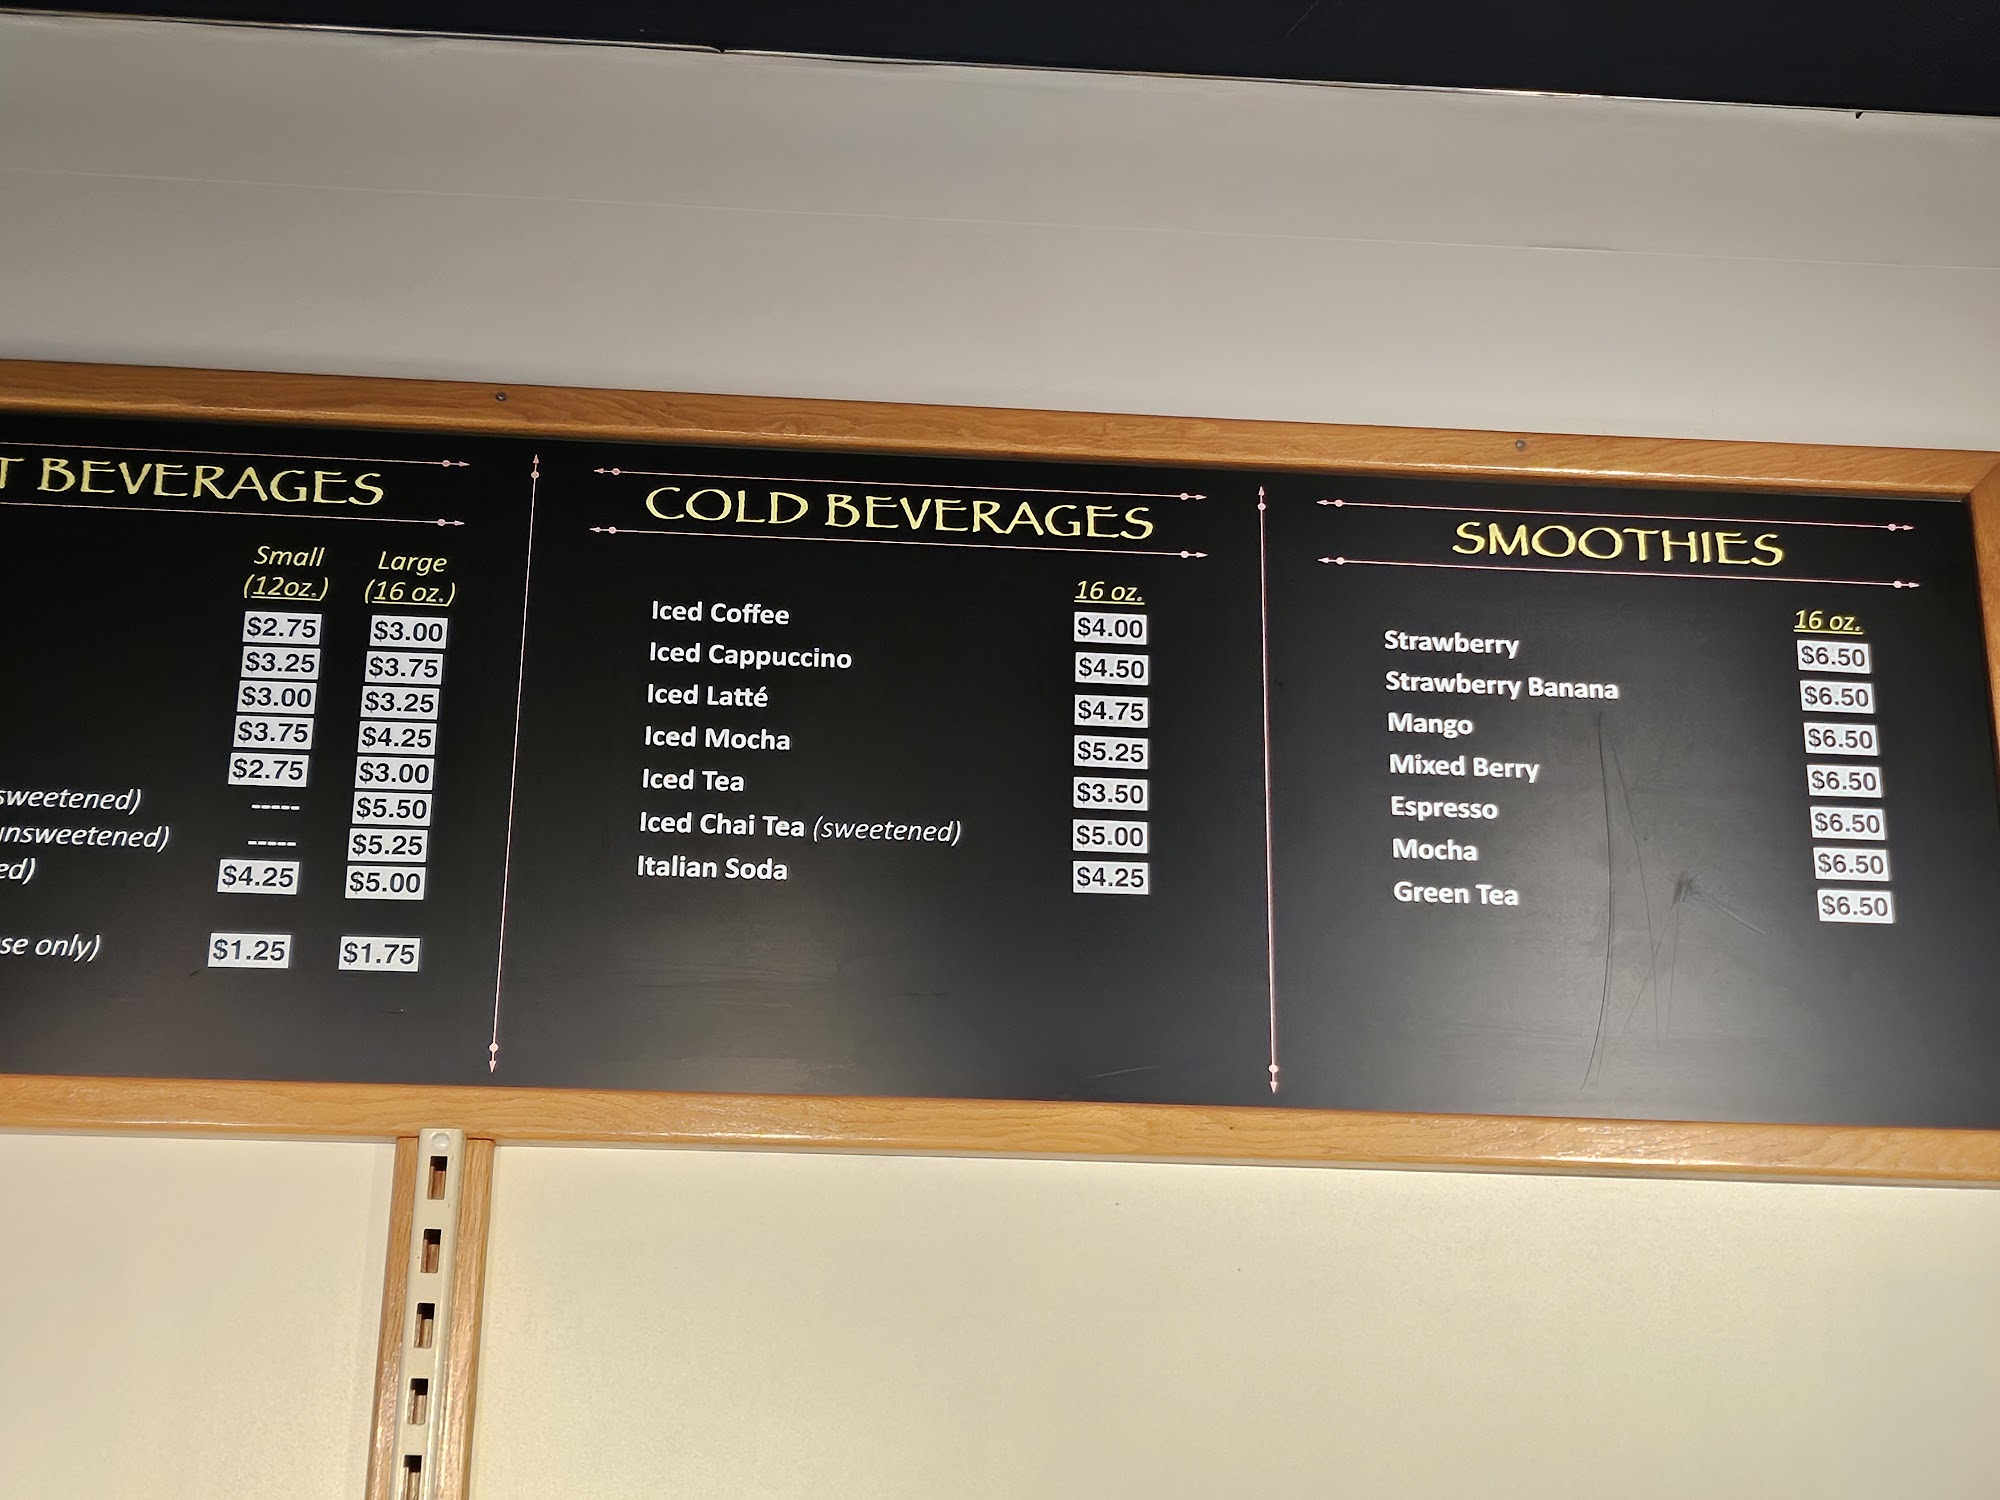 T BEVERAGES
Small Large
(12oz.) (16 oz.)
$2.75 $3.00
$3.25 $3.75
$3.00 $3.25
$3.75 $4.25
$2.75 $3.00
sweetened) ----- $5.50
unsweetened) ----- $5.25
ed) $4.25 $5.00
se only) $1.25 $1.75
COLD BEVERAGES
16 oz.
Iced Coffee $4.00
Iced Cappuccino $4.50
Iced Latté $4.75
Iced Mocha $5.25
Iced Tea $3.50
Iced Chai Tea (sweetened) $5.00
Italian Soda $4.25
SMOOTHIES
16 oz.
Strawberry $6.50
Strawberry Banana $6.50
Mango $6.50
Mixed Berry $6.50
Espresso $6.50
Mocha $6.50
Green Tea $6.50